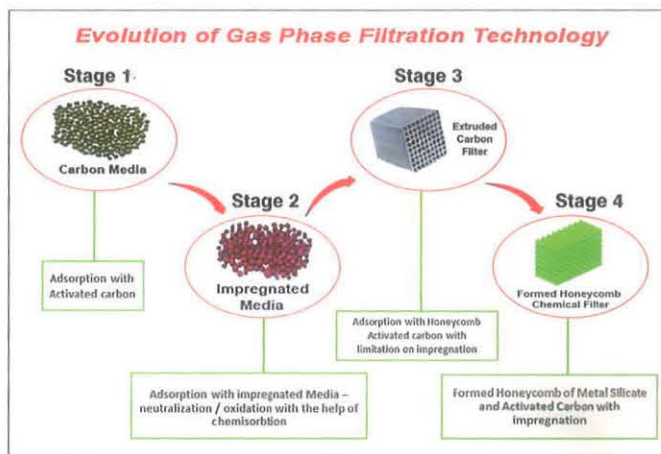 Evolution of Gas Phase Filtration Technology
Stage 1
Carbon Media
Adsorption with
Activated carbon
Stage 2
Impregnated
Media
Adsorption with impregnated Media –
neutralization / oxidation with the help of
chemisorbtion
Stage 3
Extruded
Carbon
Filter
Adsorption with Honeycomb
Activated carbon with
limitation on impregnation
Stage 4
Formed Honeycomb
Chemical Filter
Formed Honeycomb of Metal Silicate
and Activated Carbon with
impregnation